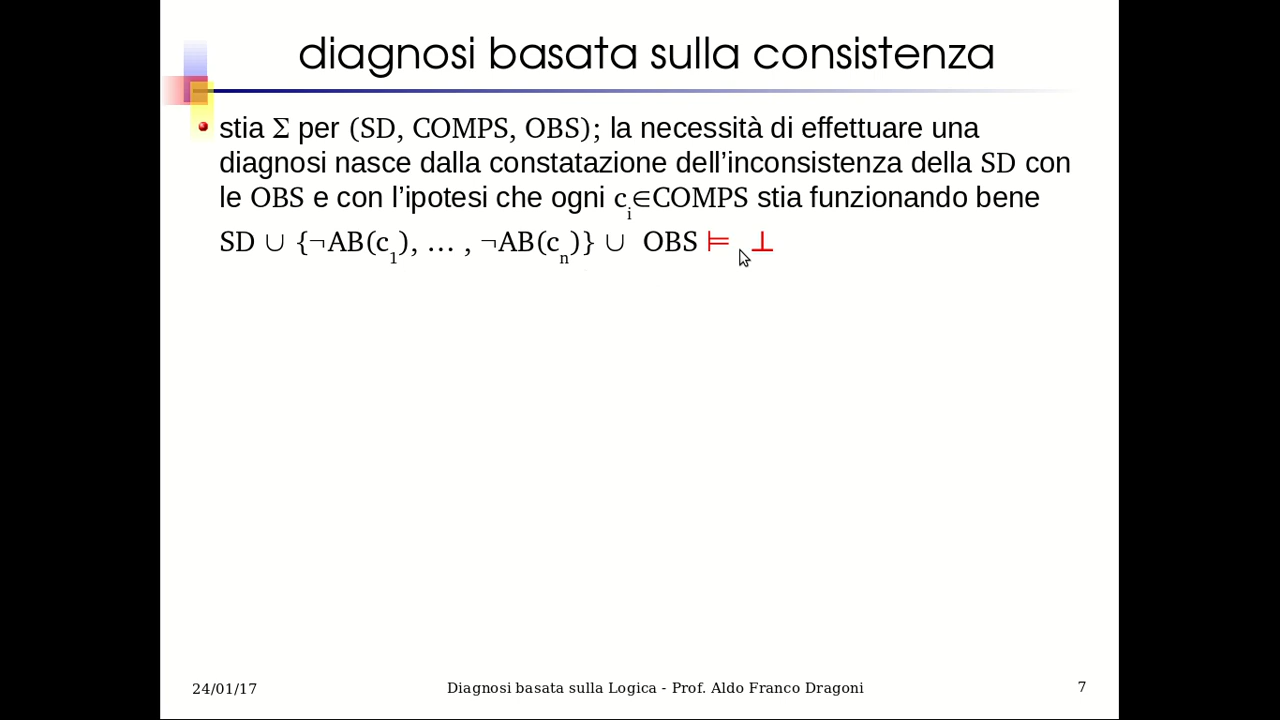 diagnosi basata sulla consistenza
stia Σ per (SD, COMPS, OBS); la necessità di effettuare una
diagnosi nasce dalla constatazione dell’inconsistenza della SD con
le OBS e con l’ipotesi che ogni cᵢ∈COMPS stia funzionando bene
SD ∪ {¬AB(c₁), … , ¬AB(cₙ)} ∪ OBS ⊨ ⊥
24/01/17
Diagnosi basata sulla Logica - Prof. Aldo Franco Dragoni
7